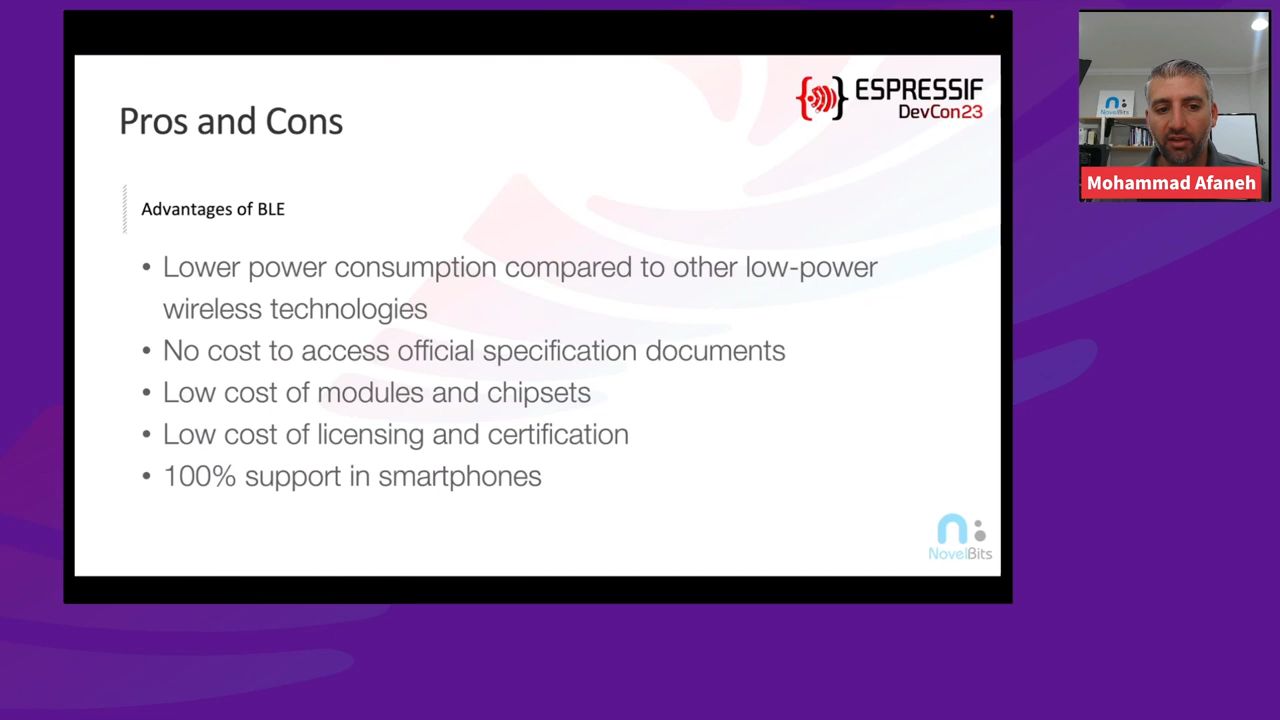 Pros and Cons
ESPRESSIF
DevCon23
Advantages of BLE
• Lower power consumption compared to other low-power
wireless technologies
• No cost to access official specification documents
• Low cost of modules and chipsets
• Low cost of licensing and certification
• 100% support in smartphones
NovelBits
NovelBits
Mohammad Afaneh